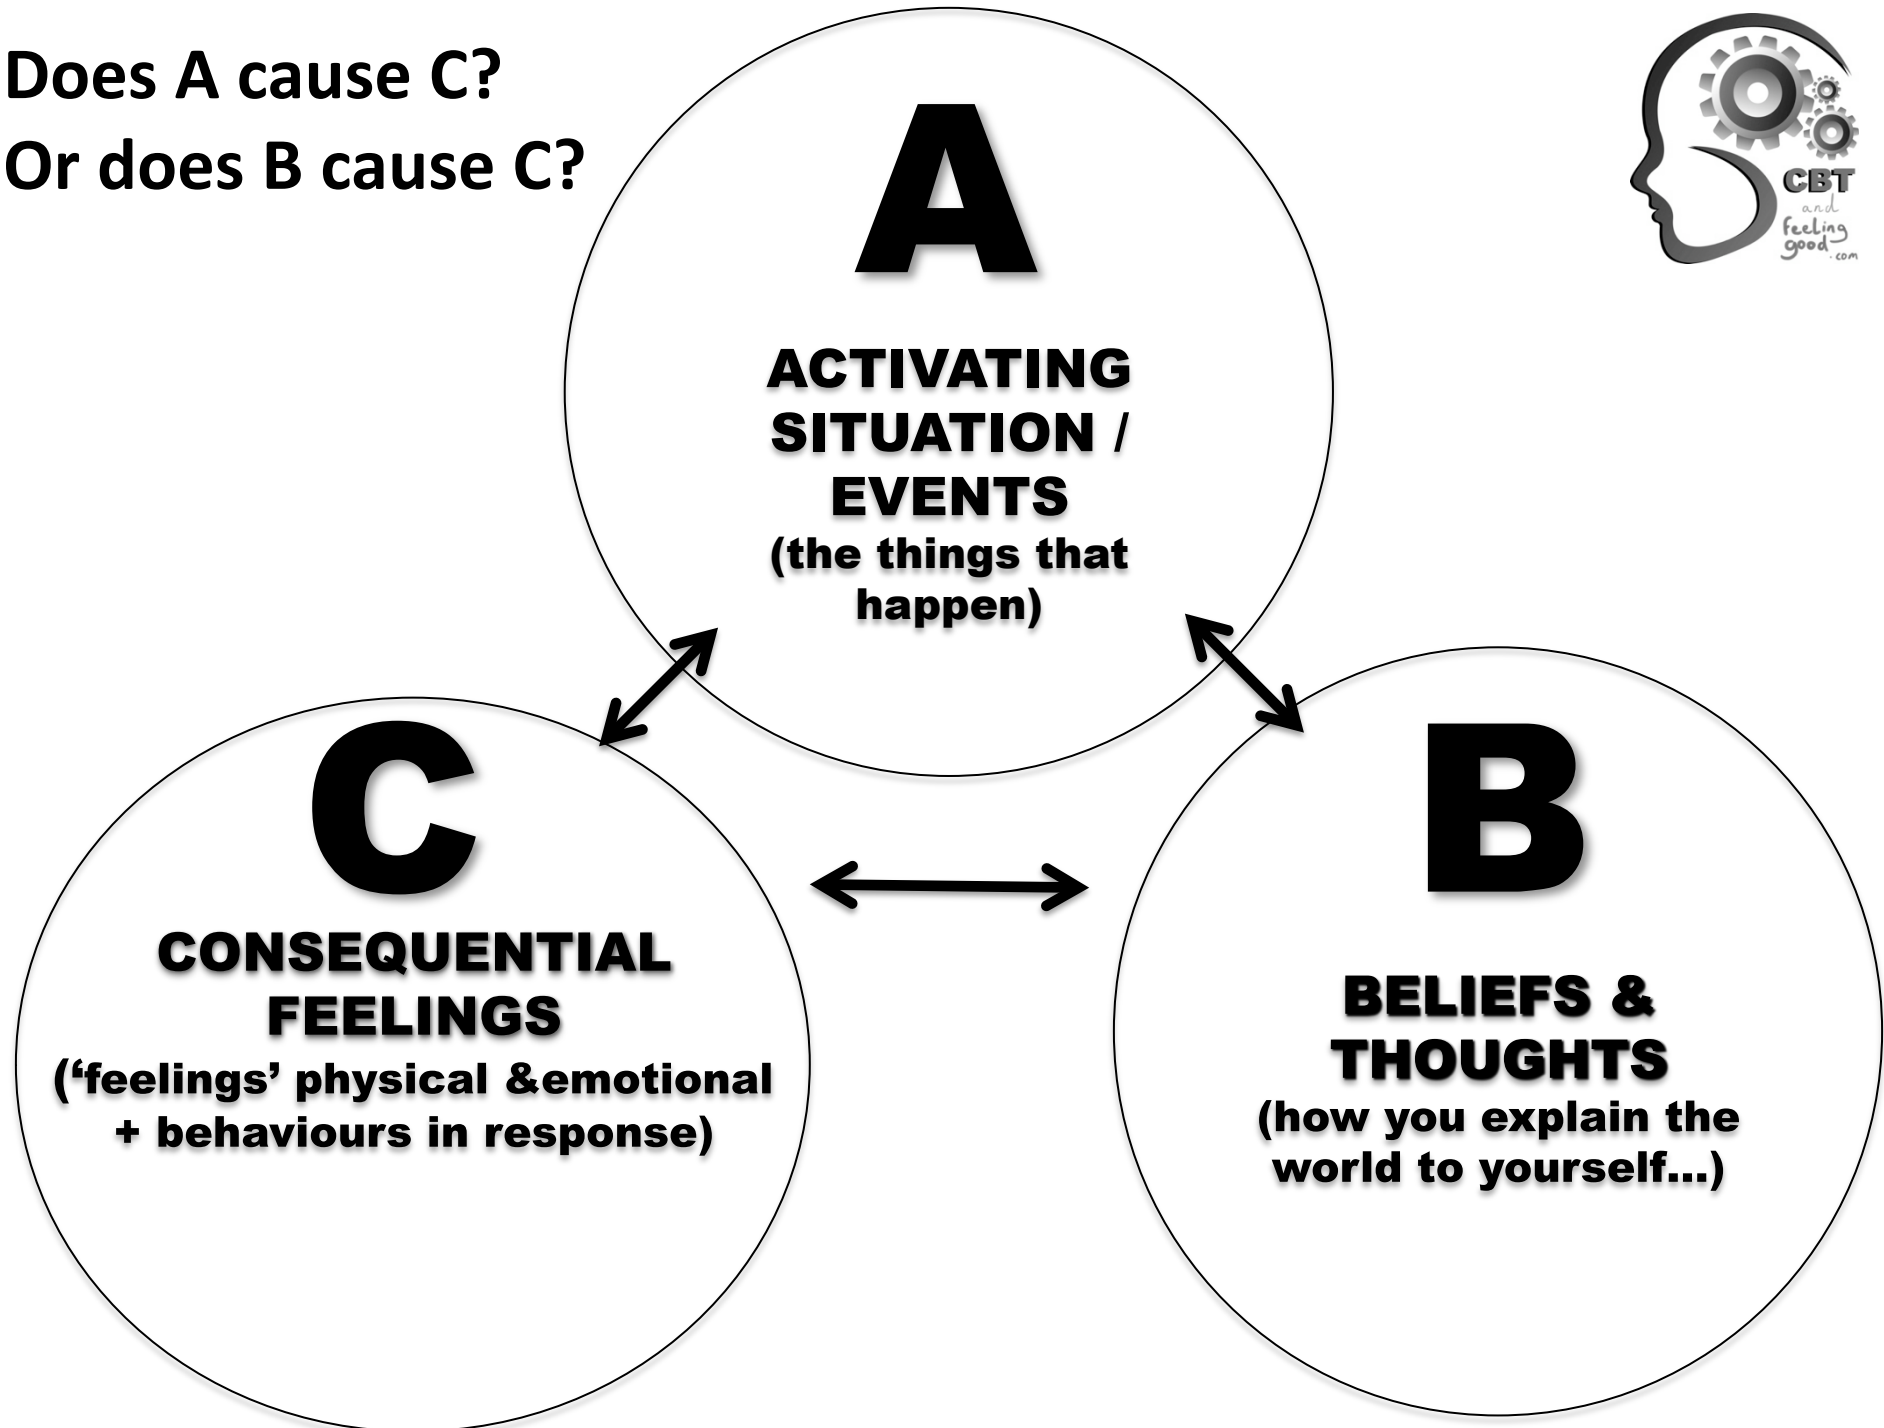 Does A cause C?
Or does B cause C?
CBT
and
feeling
good.com
A
ACTIVATING
SITUATION /
EVENTS
(the things that
happen)
C
CONSEQUENTIAL
FEELINGS
(‘feelings’ physical &emotional
+ behaviours in response)
B
BELIEFS &
THOUGHTS
(how you explain the
world to yourself...)